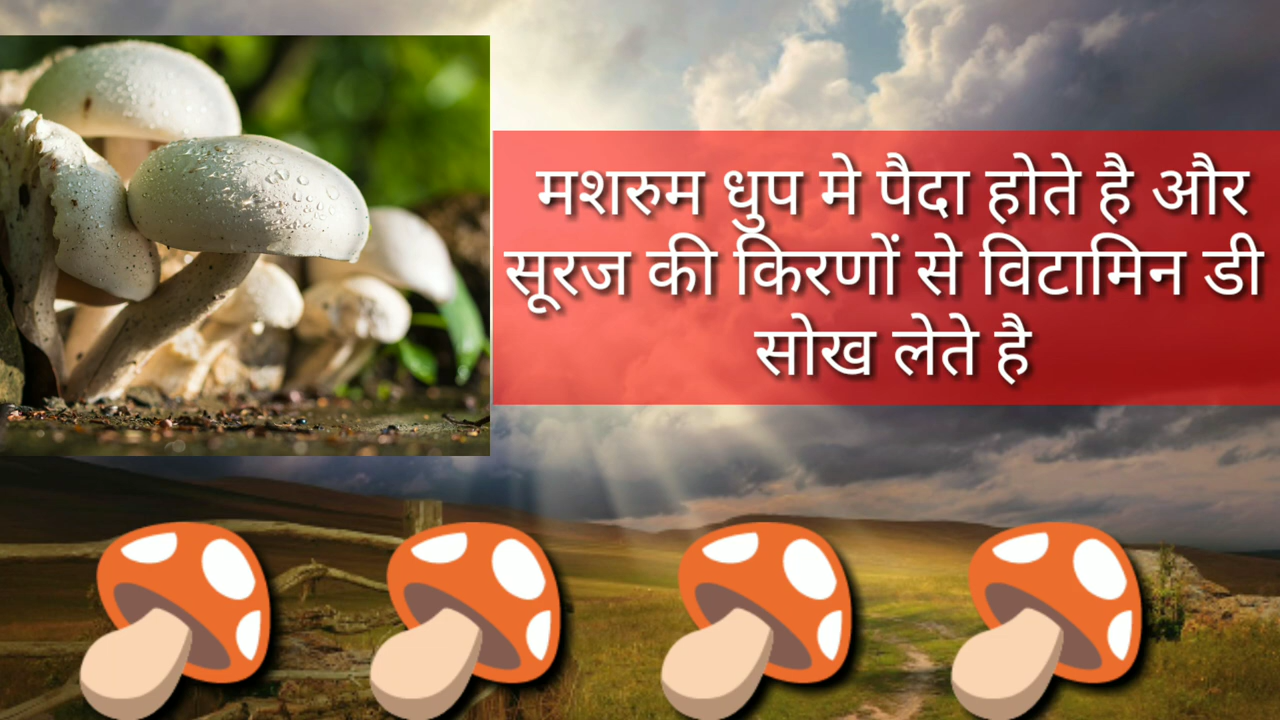 मशरुम धुप मे पैदा होते है और
सूरज की किरणों से विटामिन डी
सोख लेते है